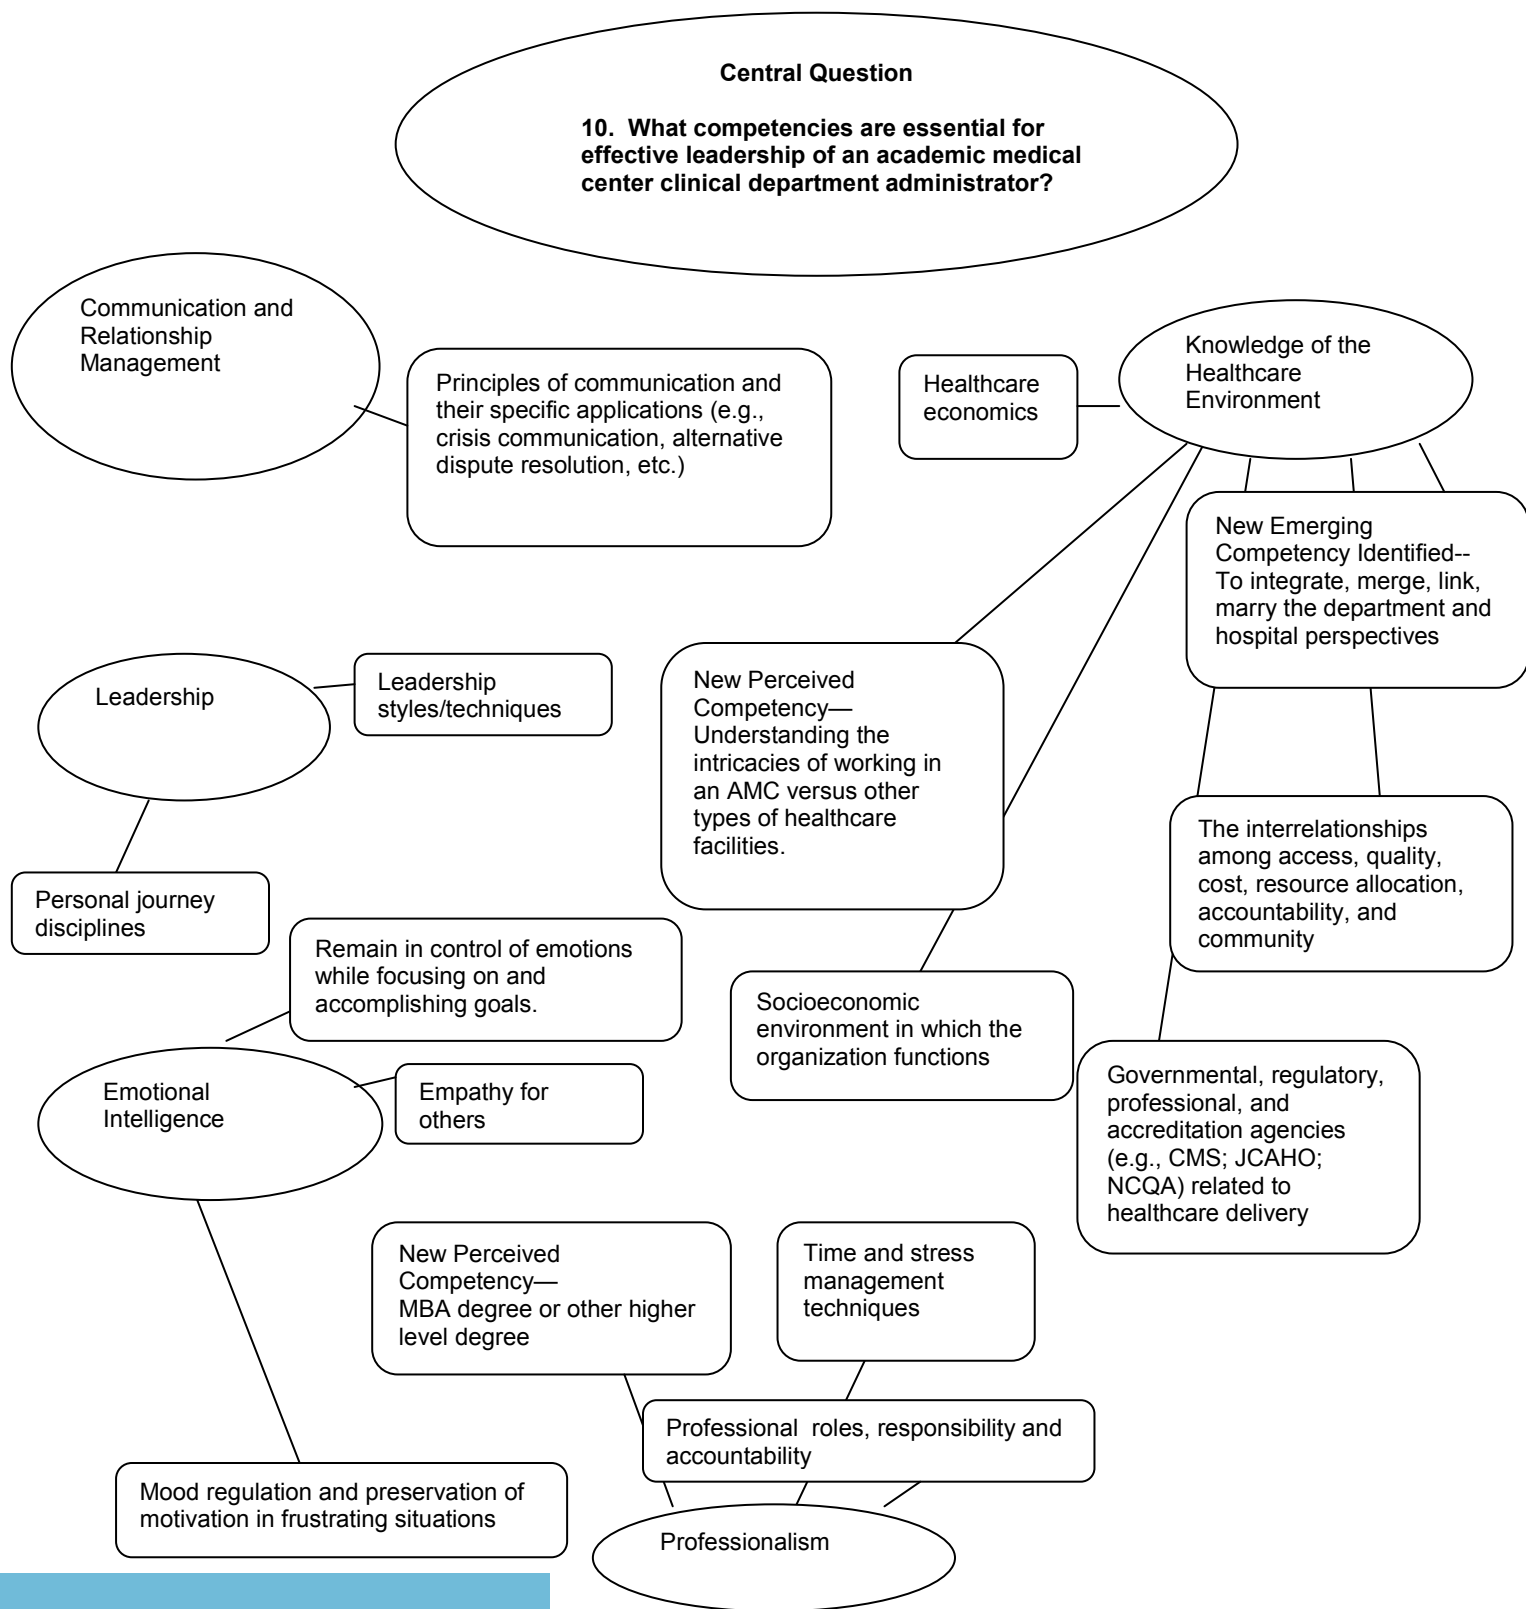 Central Question
10. What competencies are essential for
effective leadership of an academic medical
center clinical department administrator?
Communication and
Relationship
Management
Principles of communication and
their specific applications (e.g.,
crisis communication, alternative
dispute resolution, etc.)
Healthcare
economics
Knowledge of the
Healthcare
Environment
New Emerging
Competency Identified--
To integrate, merge, link,
marry the department and
hospital perspectives
Leadership
Leadership
styles/techniques
New Perceived
Competency—
Understanding the
intricacies of working in
an AMC versus other
types of healthcare
facilities.
The interrelationships
among access, quality,
cost, resource allocation,
accountability, and
community
Personal journey
disciplines
Remain in control of emotions
while focusing on and
accomplishing goals.
Socioeconomic
environment in which the
organization functions
Emotional
Intelligence
Empathy for
others
Governmental, regulatory,
professional, and
accreditation agencies
(e.g., CMS; JCAHO;
NCQA) related to
healthcare delivery
New Perceived
Competency—
MBA degree or other higher
level degree
Time and stress
management
techniques
Professional  roles, responsibility and
accountability
Mood regulation and preservation of
motivation in frustrating situations
Professionalism